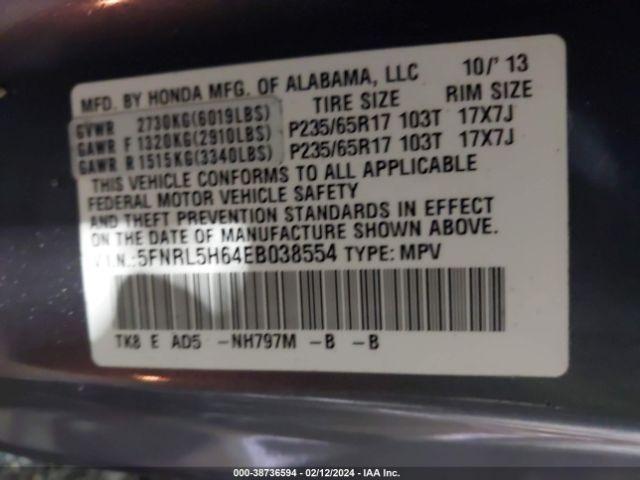 MFD. BY HONDA MFG. OF ALABAMA, LLC 10/' 13
TIRE SIZE RIM SIZE
GVWR 2730KG(6019LBS)
GAWR F 1320KG(2910LBS) P235/65R17 103T 17X7J
GAWR R 1515KG(3340LBS) P235/65R17 103T 17X7J
THIS VEHICLE CONFORMS TO ALL APPLICABLE
FEDERAL MOTOR VEHICLE SAFETY
AND THEFT PREVENTION STANDARDS IN EFFECT
ON THE DATE OF MANUFACTURE SHOWN ABOVE.
V.I.N.:5FNRL5H64EB038554 TYPE: MPV
TK8 E AD5 -NH797M -B -B
00-38736594 - 02/12/2024 - IAA Inc.